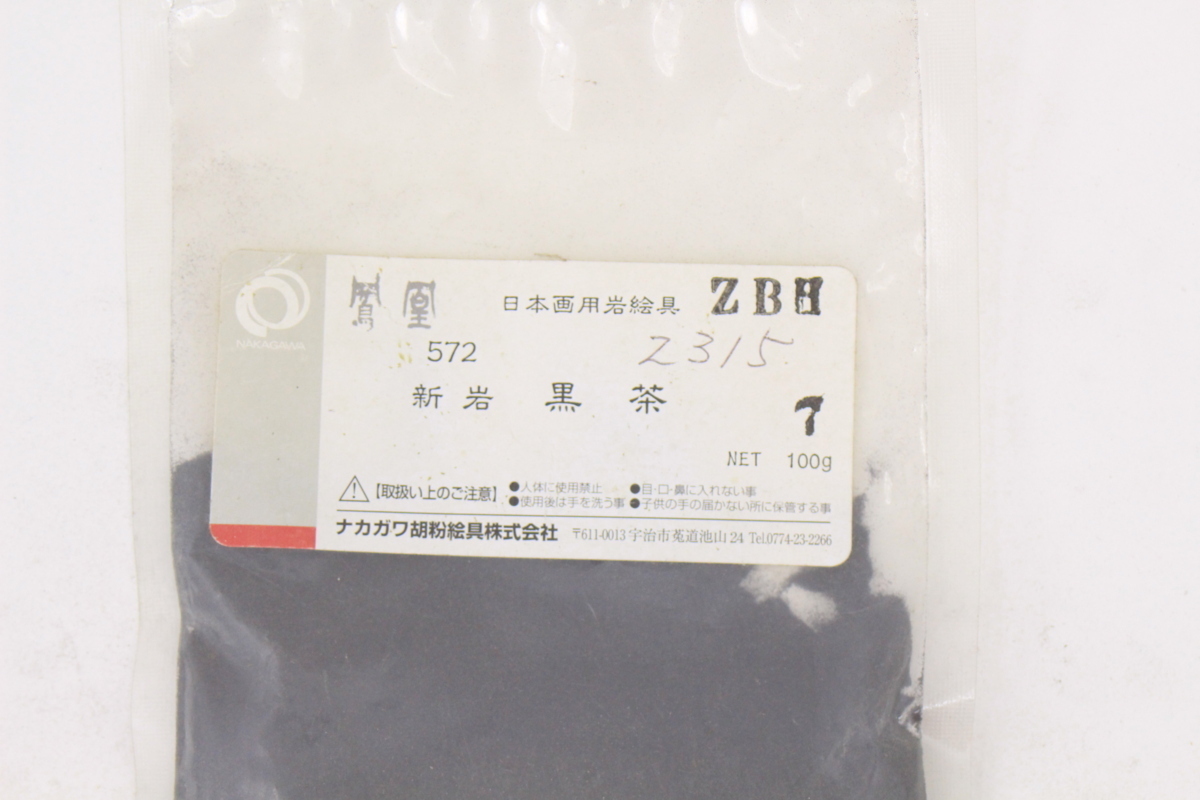 NAKAGAWA
鳳凰
日本画用岩絵具 ZBH
572
2315
新岩 黒 茶
7
NET 100g
【取扱い上のご注意】
●人体に使用禁止 ●目・口・鼻に入れない事
●使用後は手を洗う事 ●子供の手の届かない所に保管する事
ナカガワ胡粉絵具株式会社 〒611-0013 宇治市菟道池山 24 Tel.0774-23-2266